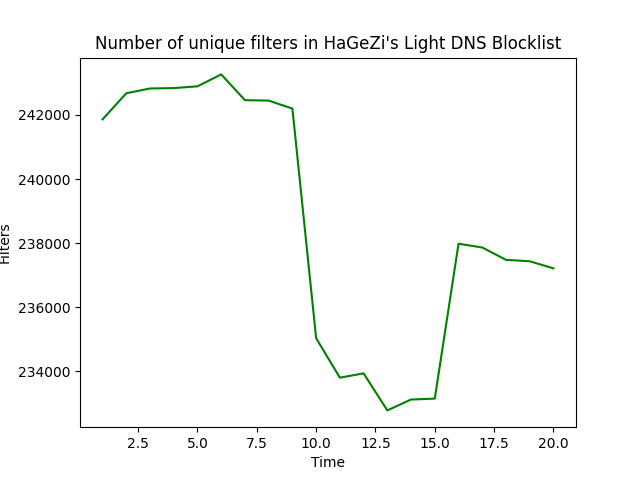 Number of unique filters in HaGeZi's Light DNS Blocklist
242000
240000
238000
236000
234000
Filters
2.5 5.0 7.5 10.0 12.5 15.0 17.5 20.0
Time